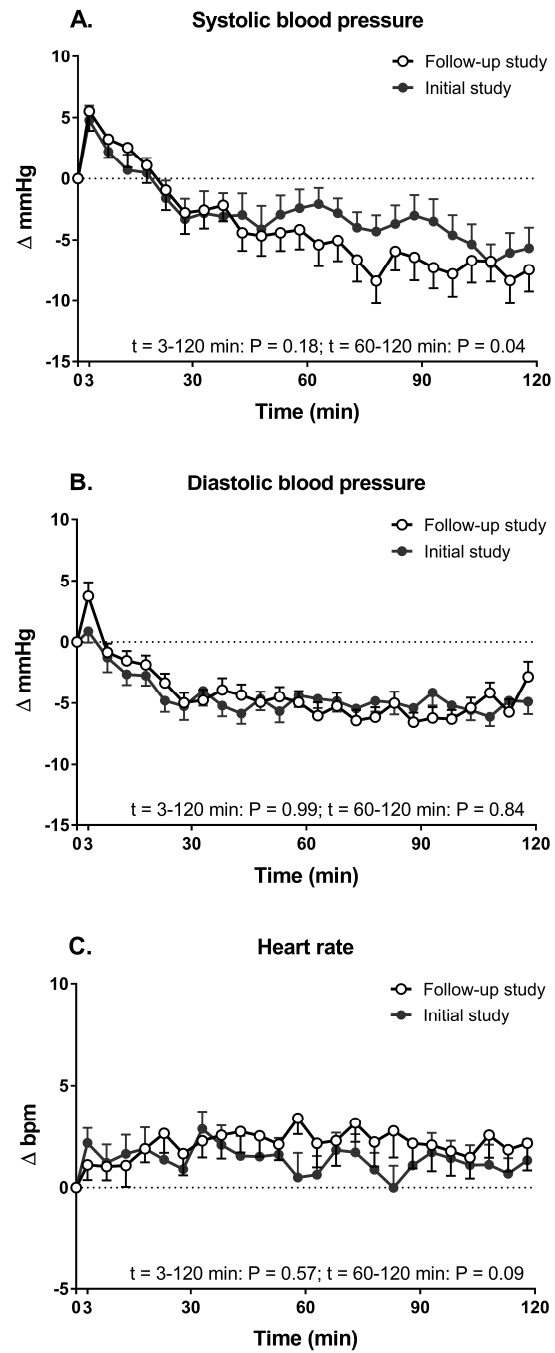 A. Systolic blood pressure
10
5
0
-5
-10
-15
Δ mmHg
Follow-up study
Initial study
t = 3-120 min: P = 0.18; t = 60-120 min: P = 0.04
0 3 30 60 90 120
Time (min)
B. Diastolic blood pressure
10
5
0
-5
-10
-15
Δ mmHg
Follow-up study
Initial study
t = 3-120 min: P = 0.99; t = 60-120 min: P = 0.84
0 3 30 60 90 120
Time (min)
C. Heart rate
10
5
0
-5
Δ bpm
Follow-up study
Initial study
t = 3-120 min: P = 0.57; t = 60-120 min: P = 0.09
0 3 30 60 90 120
Time (min)